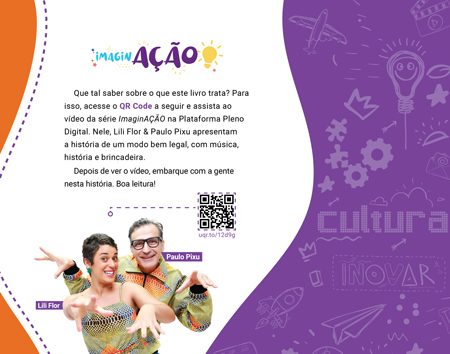 imaginAÇÃO
Que tal saber sobre o que este livro trata? Para
isso, acesse o QR Code a seguir e assista ao
vídeo da série ImaginAÇÃO na Plataforma Pleno
Digital. Nele, Lili Flor & Paulo Pixu apresentam
a história de um modo bem legal, com música,
história e brincadeira.
Depois de ver o vídeo, embarque com a gente
nesta história. Boa leitura!
uqr.to/12d9g
Paulo Pixu
Lili Flor
cultura
INOVAR